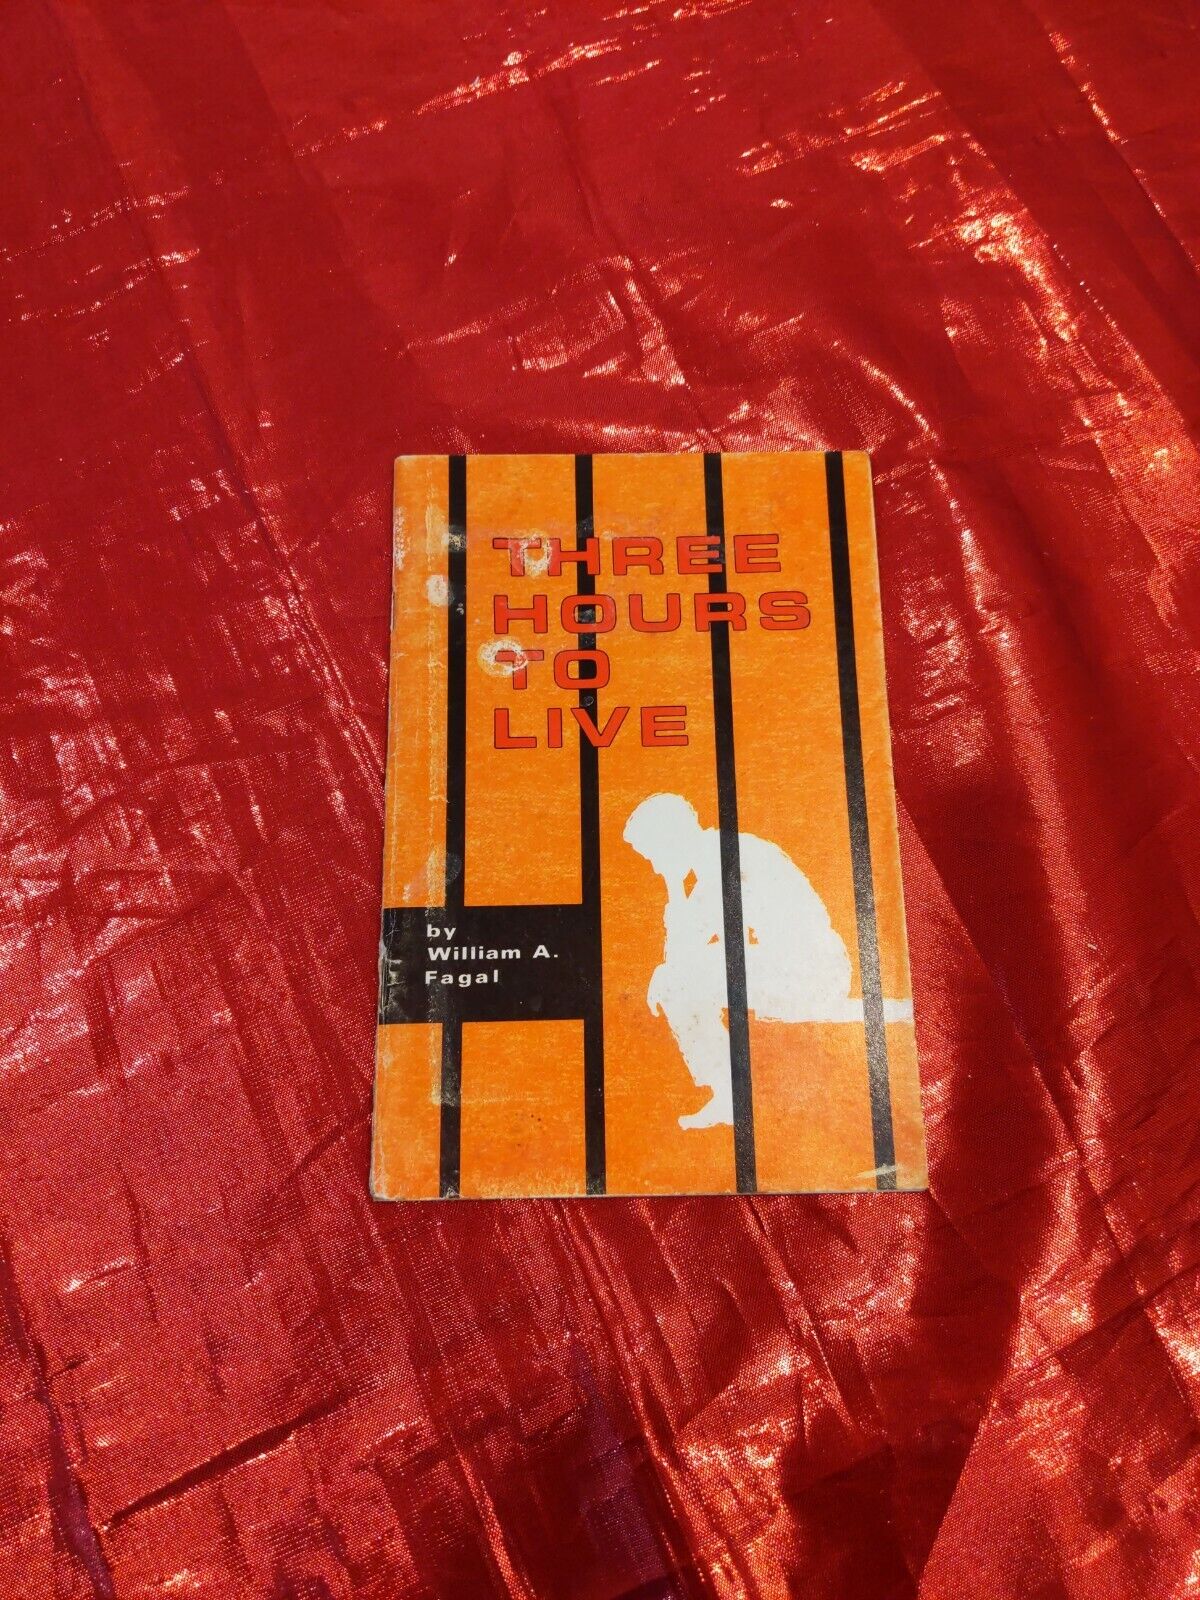 THREE
HOURS
TO
LIVE
by
William A.
Fagal